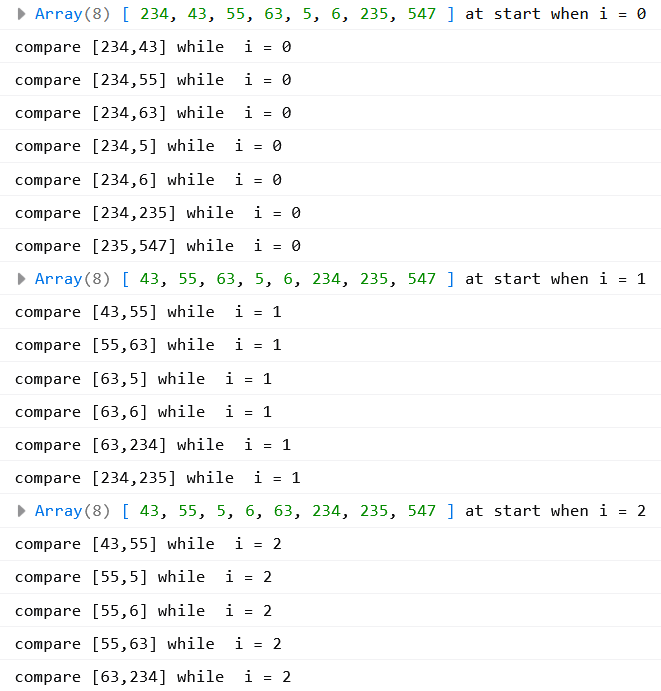 Array(8) [ 234, 43, 55, 63, 5, 6, 235, 547 ] at start when i = 0
compare [234,43] while  i = 0
compare [234,55] while  i = 0
compare [234,63] while  i = 0
compare [234,5] while  i = 0
compare [234,6] while  i = 0
compare [234,235] while  i = 0
compare [235,547] while  i = 0
Array(8) [ 43, 55, 63, 5, 6, 234, 235, 547 ] at start when i = 1
compare [43,55] while  i = 1
compare [55,63] while  i = 1
compare [63,5] while  i = 1
compare [63,6] while  i = 1
compare [63,234] while  i = 1
compare [234,235] while  i = 1
Array(8) [ 43, 55, 5, 6, 63, 234, 235, 547 ] at start when i = 2
compare [43,55] while  i = 2
compare [55,5] while  i = 2
compare [55,6] while  i = 2
compare [55,63] while  i = 2
compare [63,234] while  i = 2